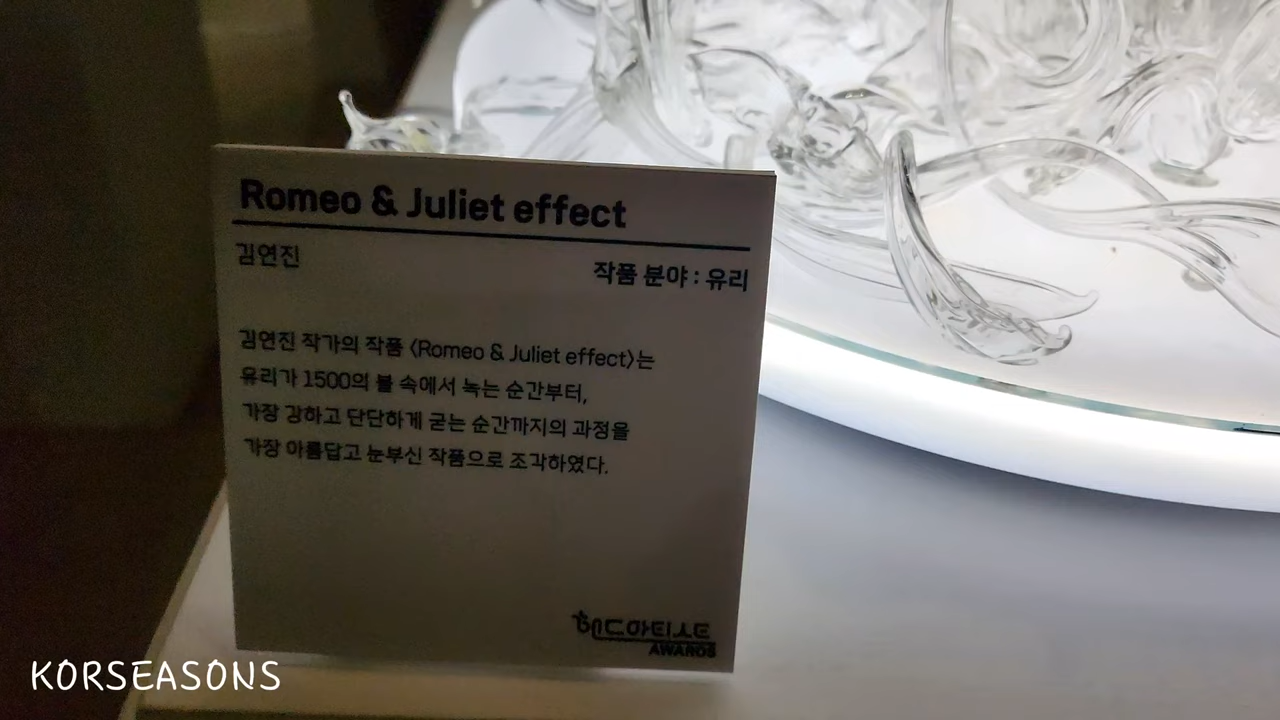 Romeo & Juliet effect
김연진
작품 분야 : 유리
김연진 작가의 작품 〈Romeo & Juliet effect〉는
유리가 1500의 불 속에서 녹는 순간부터,
가장 강하고 단단하게 굳는 순간까지의 과정을
가장 아름답고 눈부신 작품으로 조각하였다.
핸드아티스트
AWARDS
KORSEASONS